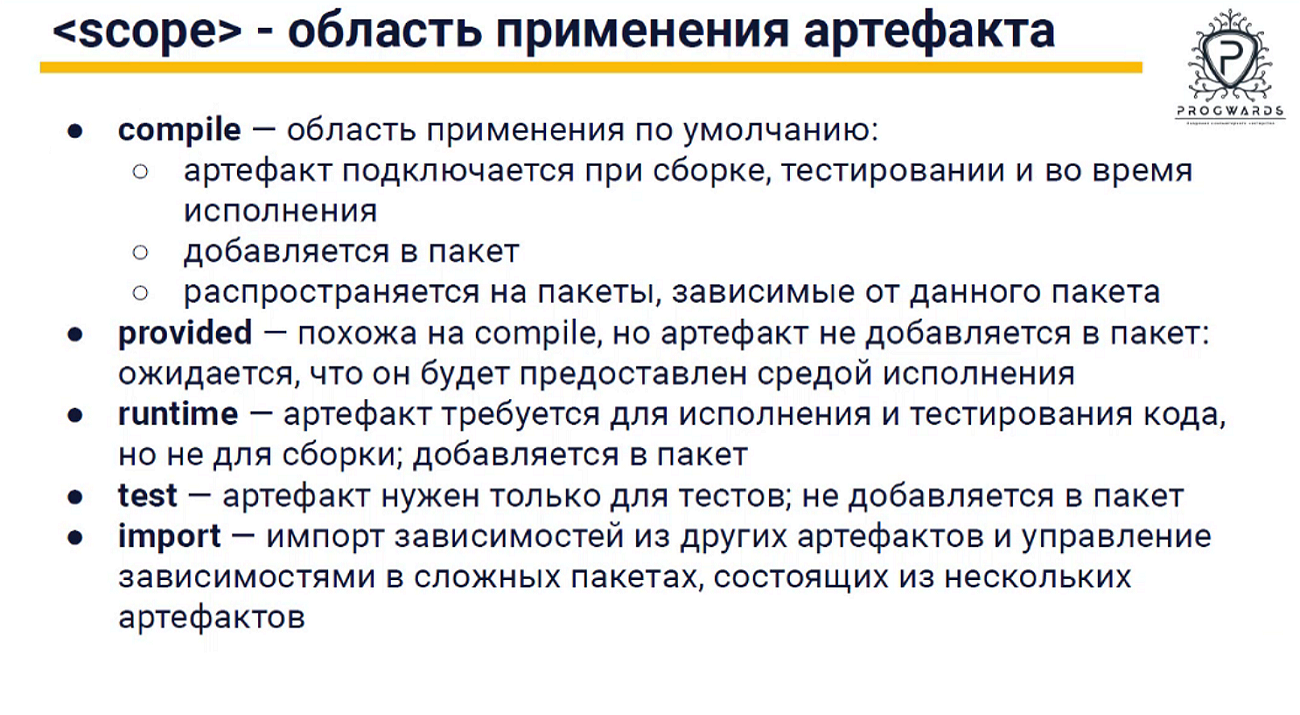 <scope> - область применения артефакта
PROGWARDS
● compile — область применения по умолчанию:
○ артефакт подключается при сборке, тестировании и во время
исполнения
○ добавляется в пакет
○ распространяется на пакеты, зависимые от данного пакета
● provided — похожа на compile, но артефакт не добавляется в пакет:
ожидается, что он будет предоставлен средой исполнения
● runtime — артефакт требуется для исполнения и тестирования кода,
но не для сборки; добавляется в пакет
● test — артефакт нужен только для тестов; не добавляется в пакет
● import — импорт зависимостей из других артефактов и управление
зависимостями в сложных пакетах, состоящих из нескольких
артефактов